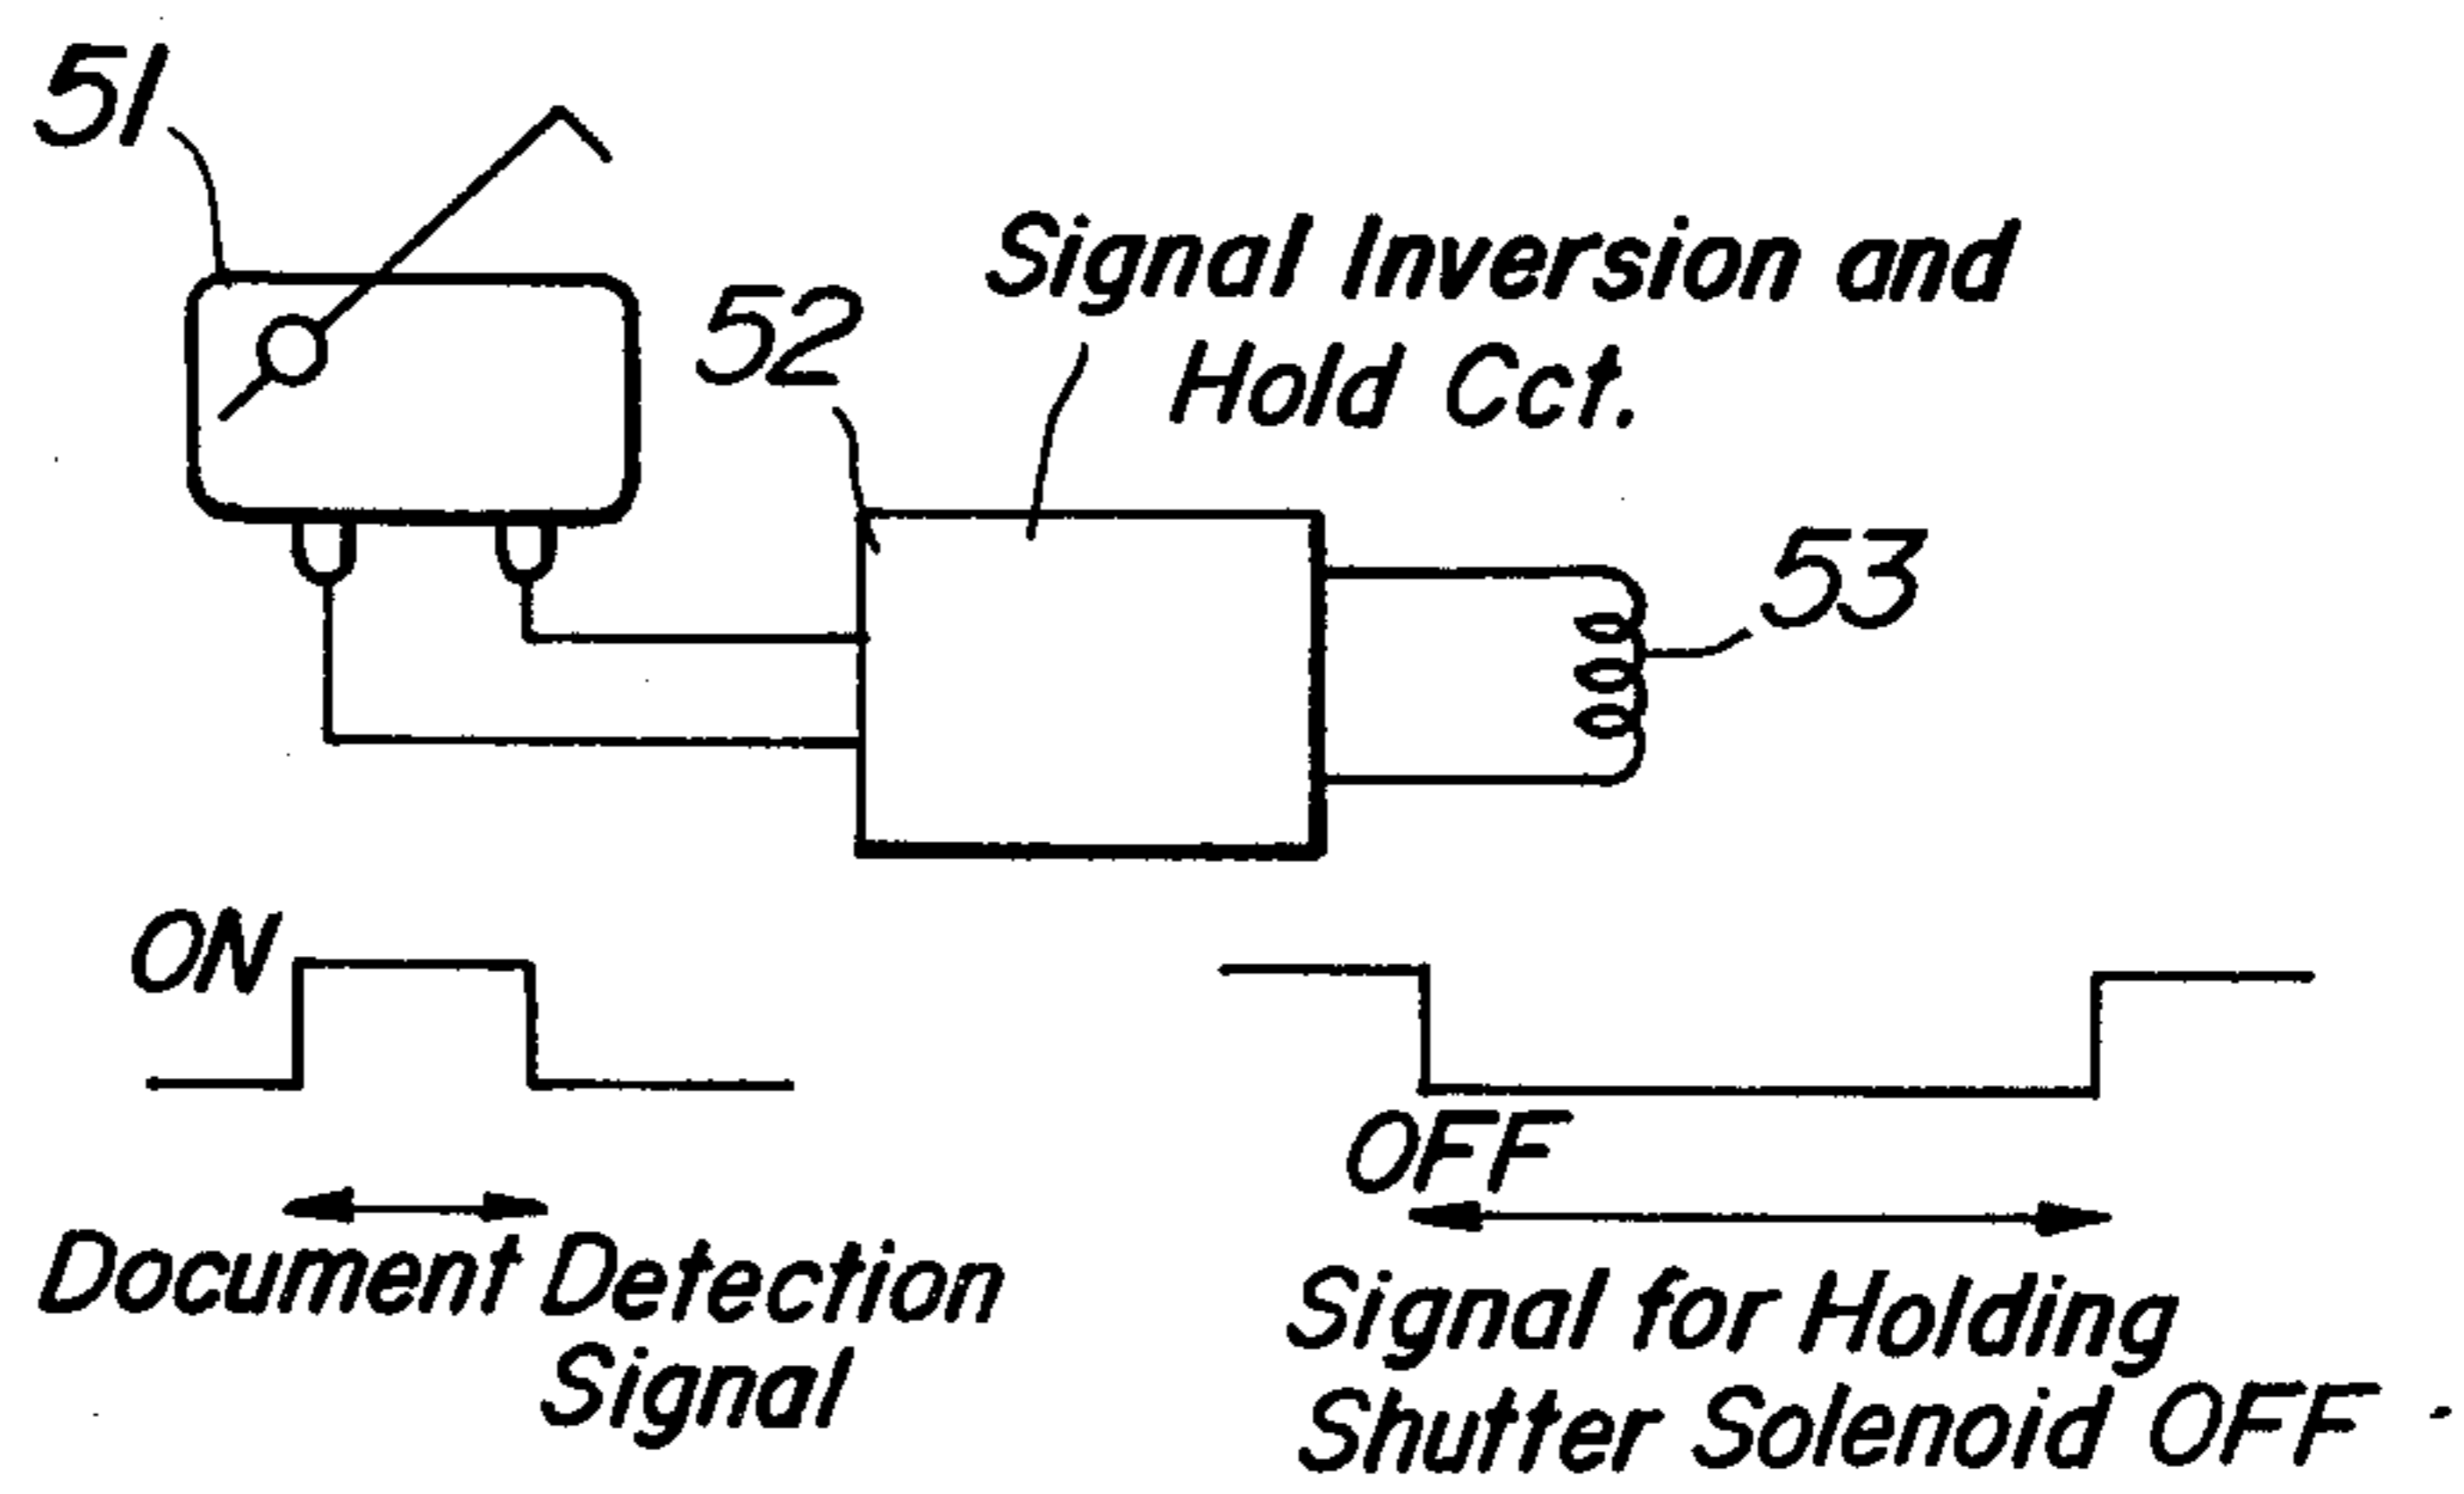 51
52
Signal Inversion and
Hold Cct.
53
ON
OFF
Document Detection
Signal
Signal for Holding
Shutter Solenoid OFF